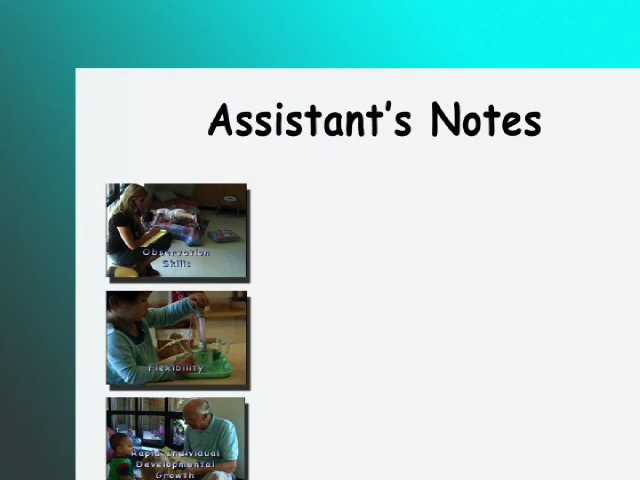 Assistant's Notes
Observation
Skills
Flexibility
Rapid Individual
Developmental
Growth